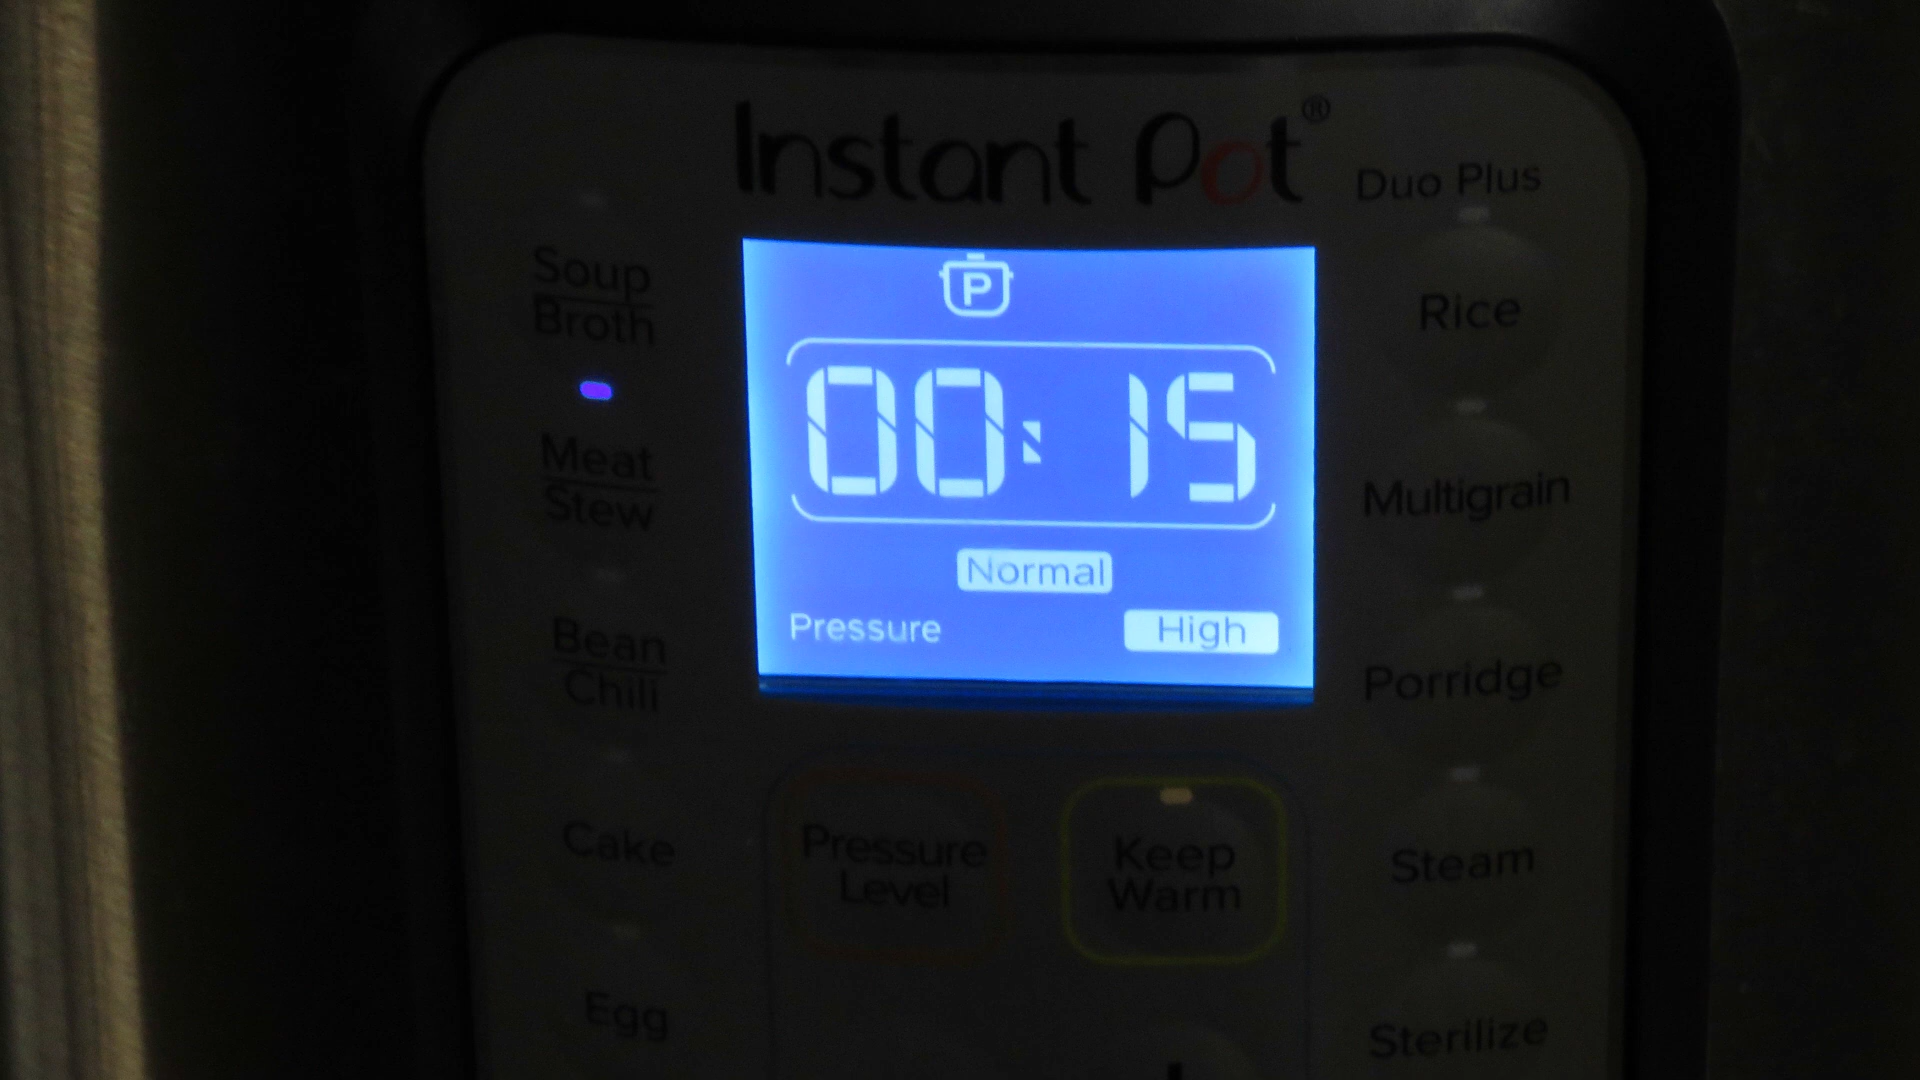 Instant Pot®
Duo Plus
P
00:15
Normal
Pressure High
Soup
Broth
Meat
Stew
Bean
Chili
Cake
Egg
Pressure
Level
Keep
Warm
Rice
Multigrain
Porridge
Steam
Sterilize